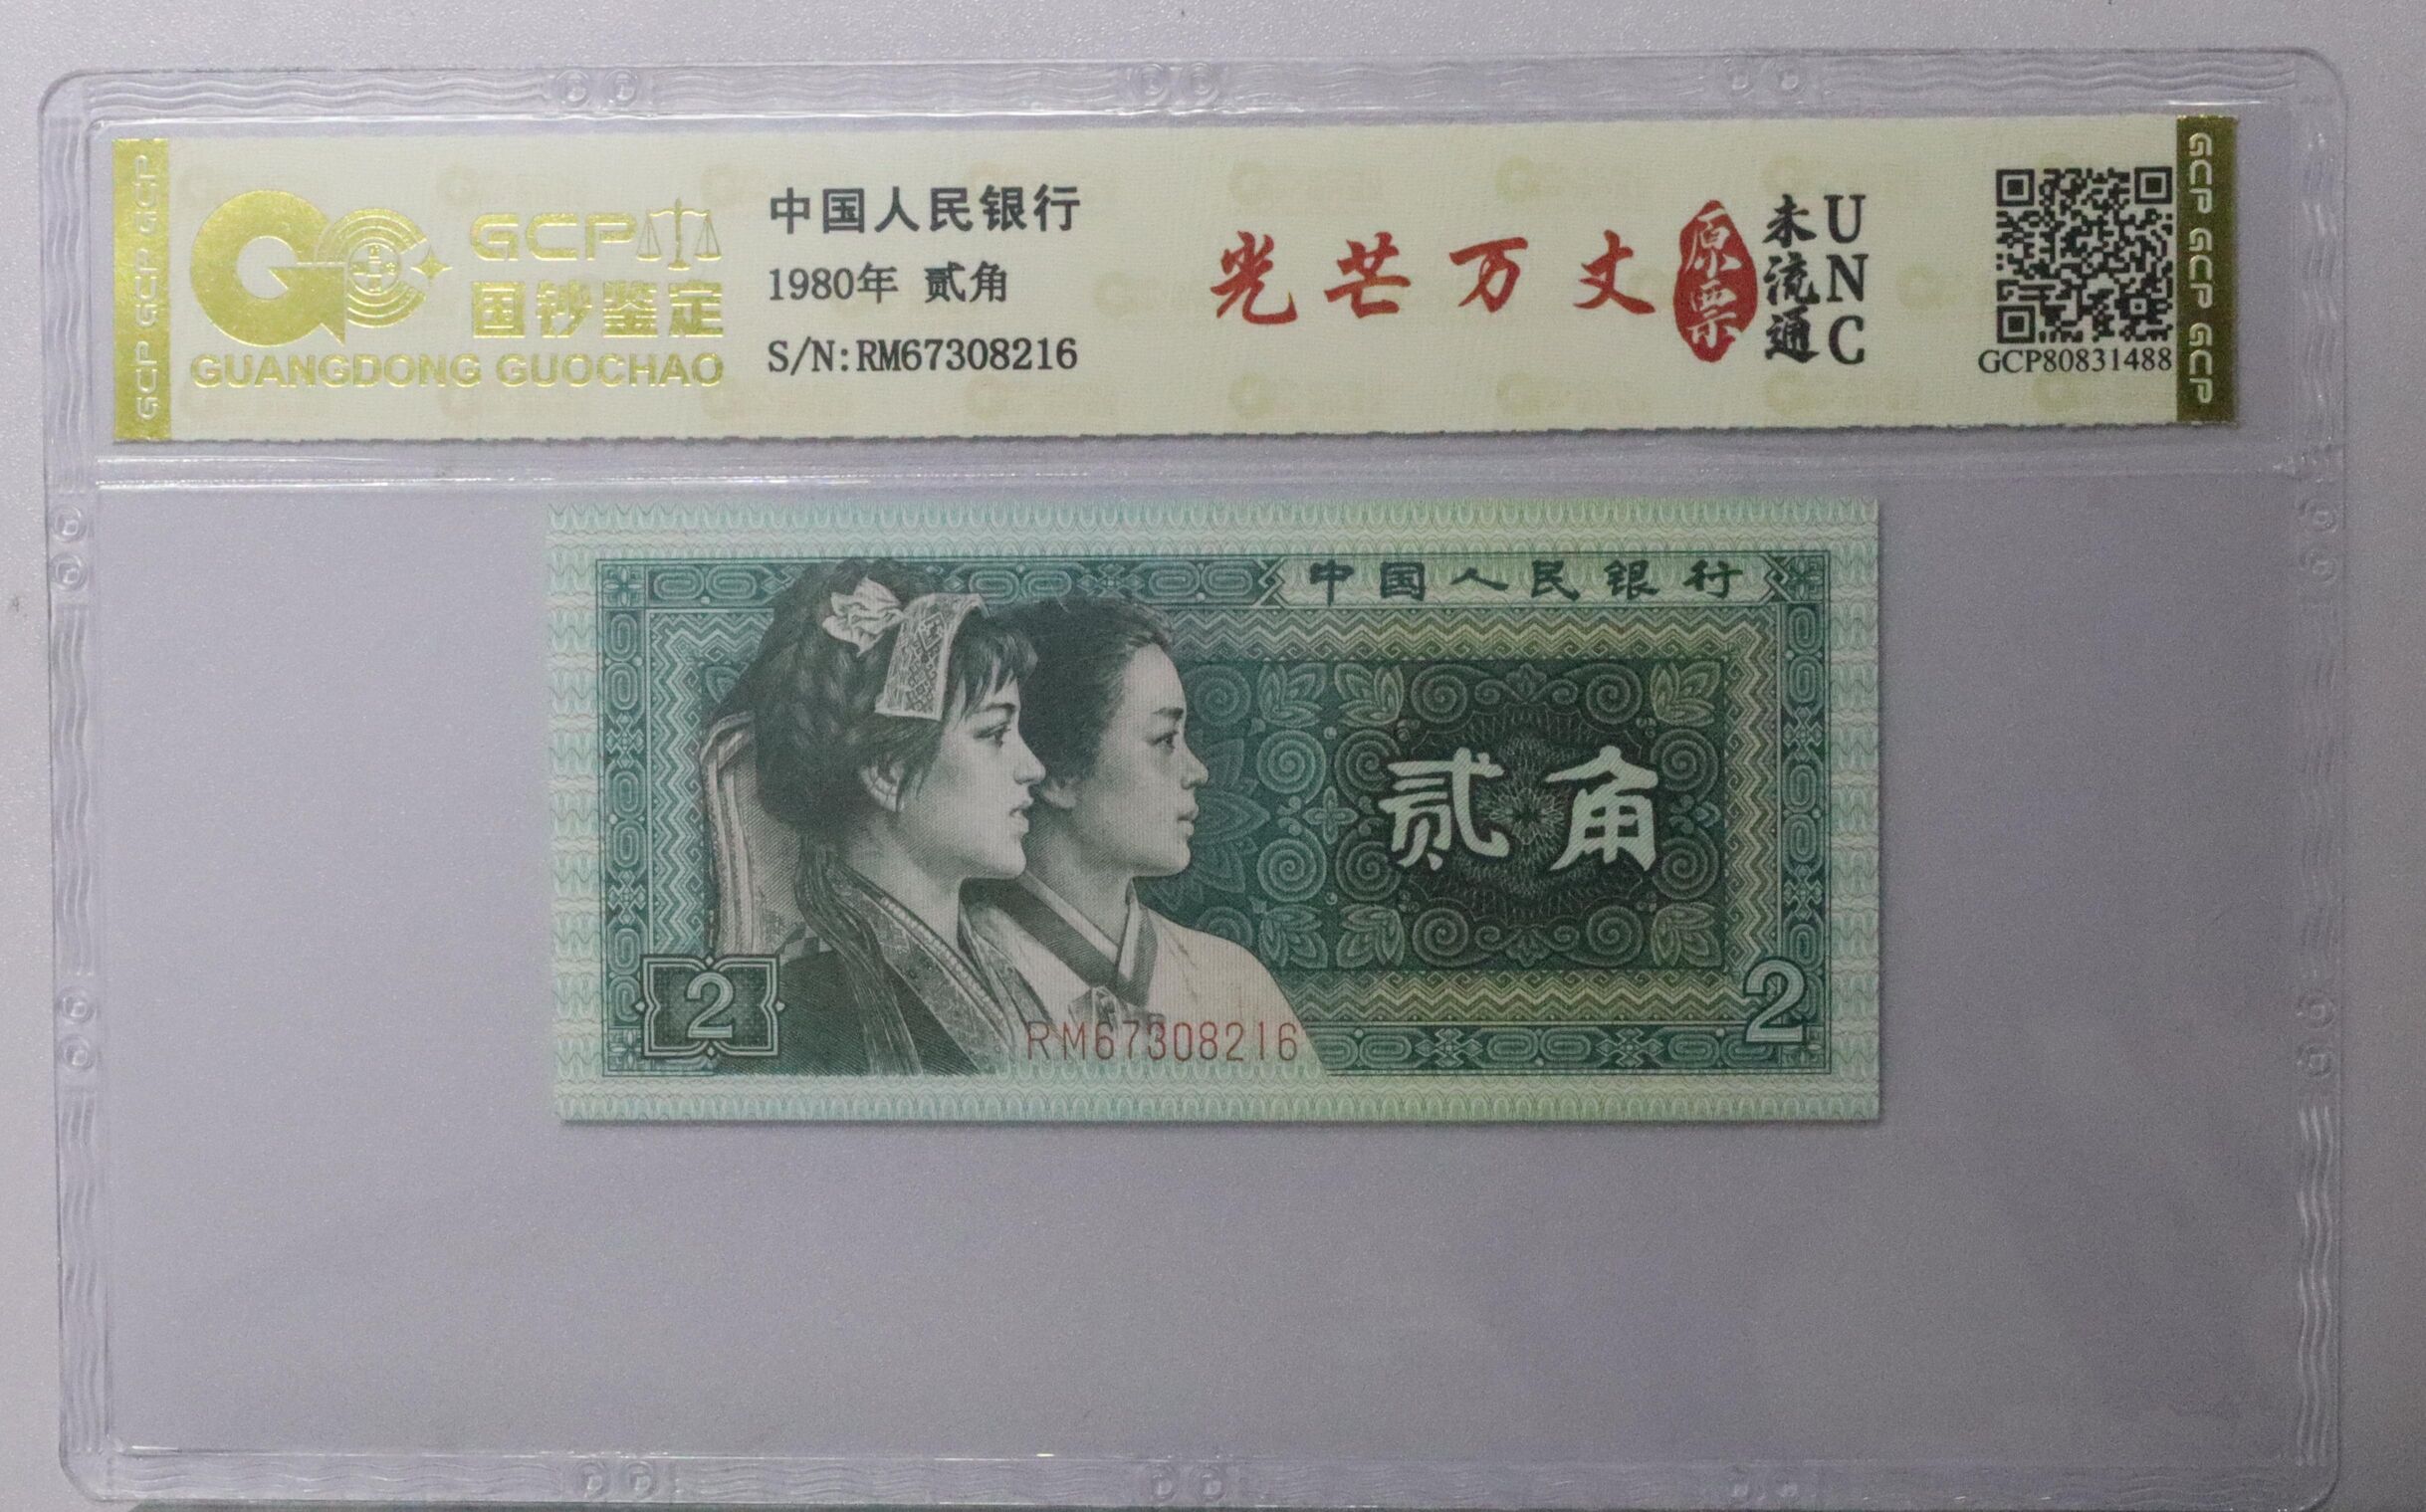 GCP GCP GCP
GCP
国钞鉴定
GUANGDONG GUOCHAO
中国人民银行
1980年 贰角
S/N:RM67308216
光芒万丈
原票
未流通
UNC
GCP80831488
GCP GCP GCP
中国人民银行
贰角
2
2
RM67308216